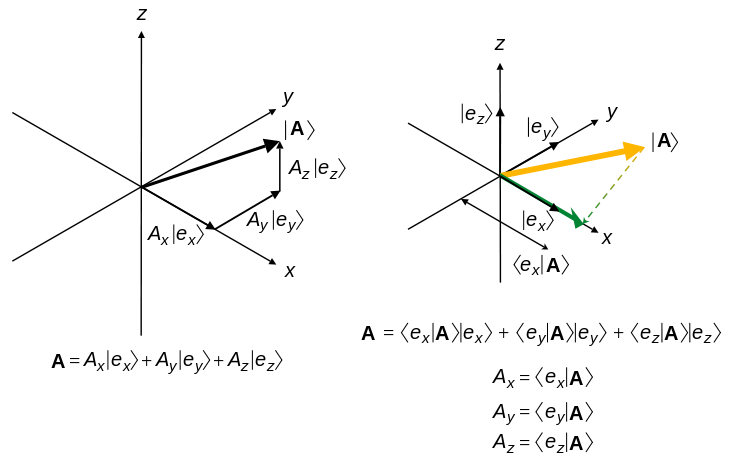 z
y
|A⟩
A_z|e_z⟩
A_y|e_y⟩
A_x|e_x⟩
x
A = A_x|e_x⟩ + A_y|e_y⟩ + A_z|e_z⟩
z
|e_z⟩
y
|e_y⟩
|A⟩
|e_x⟩
x
⟨e_x|A⟩
A = ⟨e_x|A⟩|e_x⟩ + ⟨e_y|A⟩|e_y⟩ + ⟨e_z|A⟩|e_z⟩
A_x = ⟨e_x|A⟩
A_y = ⟨e_y|A⟩
A_z = ⟨e_z|A⟩